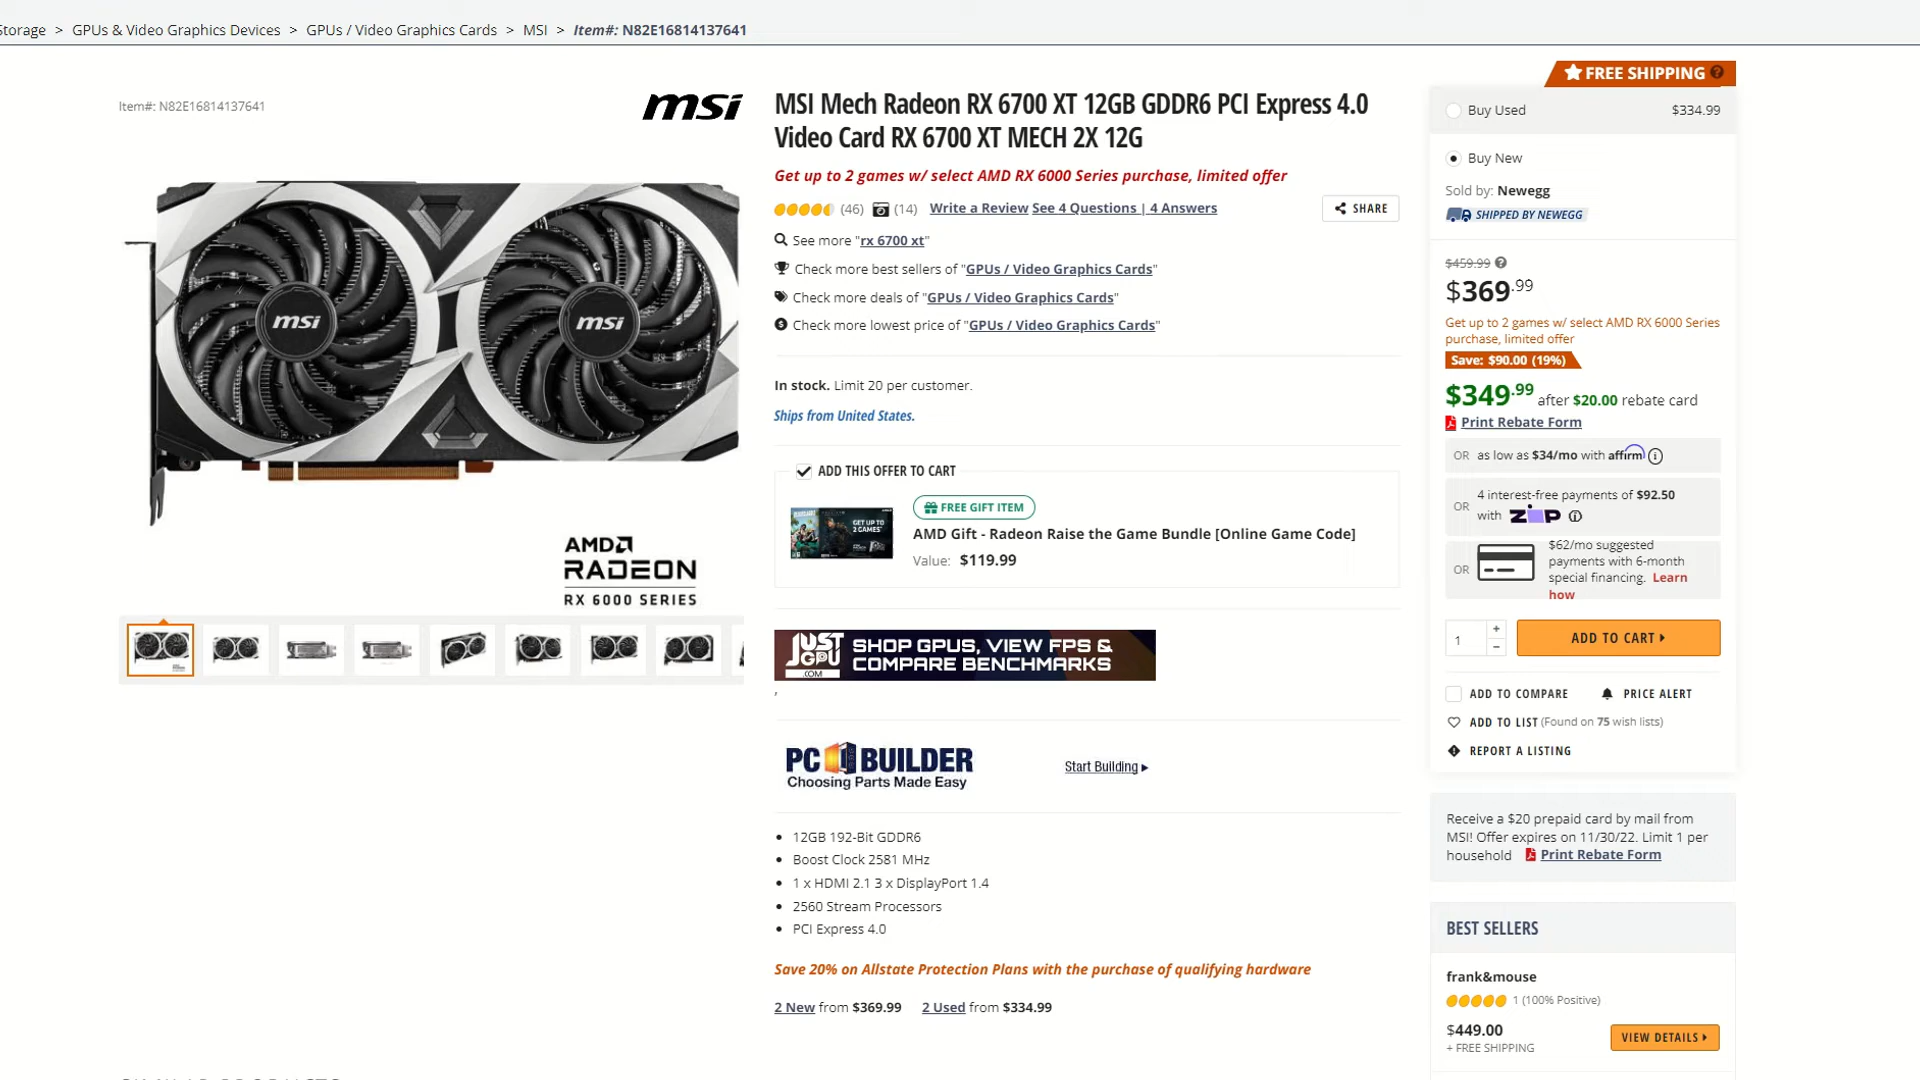 Storage > GPUs & Video Graphics Devices > GPUs / Video Graphics Cards > MSI > Item#: N82E16814137641
Item#: N82E16814137641
msi
msi
msi
AMD
RADEON
RX 6000 SERIES
MSI Mech Radeon RX 6700 XT 12GB GDDR6 PCI Express 4.0
Video Card RX 6700 XT MECH 2X 12G
Get up to 2 games w/ select AMD RX 6000 Series purchase, limited offer
(46) (14) Write a Review See 4 Questions | 4 Answers
SHARE
See more "rx 6700 xt"
Check more best sellers of "GPUs / Video Graphics Cards"
Check more deals of "GPUs / Video Graphics Cards"
Check more lowest price of "GPUs / Video Graphics Cards"
In stock. Limit 20 per customer.
Ships from United States.
ADD THIS OFFER TO CART
GET UP TO
2 GAMES
FREE GIFT ITEM
AMD Gift - Radeon Raise the Game Bundle [Online Game Code]
Value: $119.99
JUST
GPU
.COM
SHOP GPUS, VIEW FPS &
COMPARE BENCHMARKS
,
PC BUILDER
Choosing Parts Made Easy
Start Building
12GB 192-Bit GDDR6
Boost Clock 2581 MHz
1 x HDMI 2.1 3 x DisplayPort 1.4
2560 Stream Processors
PCI Express 4.0
Save 20% on Allstate Protection Plans with the purchase of qualifying hardware
2 New from $369.99 2 Used from $334.99
FREE SHIPPING
Buy Used $334.99
Buy New
Sold by: Newegg
SHIPPED BY NEWEGG
$459.99
$369.99
Get up to 2 games w/ select AMD RX 6000 Series
purchase, limited offer
Save: $90.00 (19%)
$349.99 after $20.00 rebate card
Print Rebate Form
OR as low as $34/mo with affirm
OR 4 interest-free payments of $92.50
with ZIP
OR $62/mo suggested
payments with 6-month
special financing. Learn
how
1 + − ADD TO CART
ADD TO COMPARE PRICE ALERT
ADD TO LIST (Found on 75 wish lists)
REPORT A LISTING
Receive a $20 prepaid card by mail from
MSI! Offer expires on 11/30/22. Limit 1 per
household Print Rebate Form
BEST SELLERS
frank&mouse
1 (100% Positive)
$449.00
+ FREE SHIPPING
VIEW DETAILS